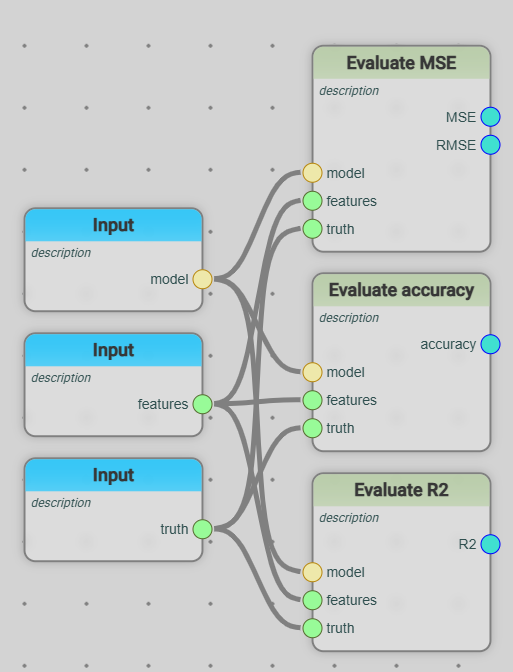 Input
description
model
Input
description
features
Input
description
truth
Evaluate MSE
description
MSE
RMSE
model
features
truth
Evaluate accuracy
description
accuracy
model
features
truth
Evaluate R2
description
R2
model
features
truth